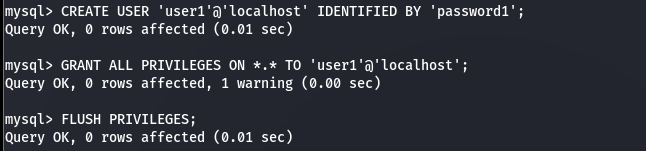 mysql> CREATE USER 'user1'@'localhost' IDENTIFIED BY 'password1';
Query OK, 0 rows affected (0.01 sec)
mysql> GRANT ALL PRIVILEGES ON *.* TO 'user1'@'localhost';
Query OK, 0 rows affected, 1 warning (0.00 sec)
mysql> FLUSH PRIVILEGES;
Query OK, 0 rows affected (0.01 sec)